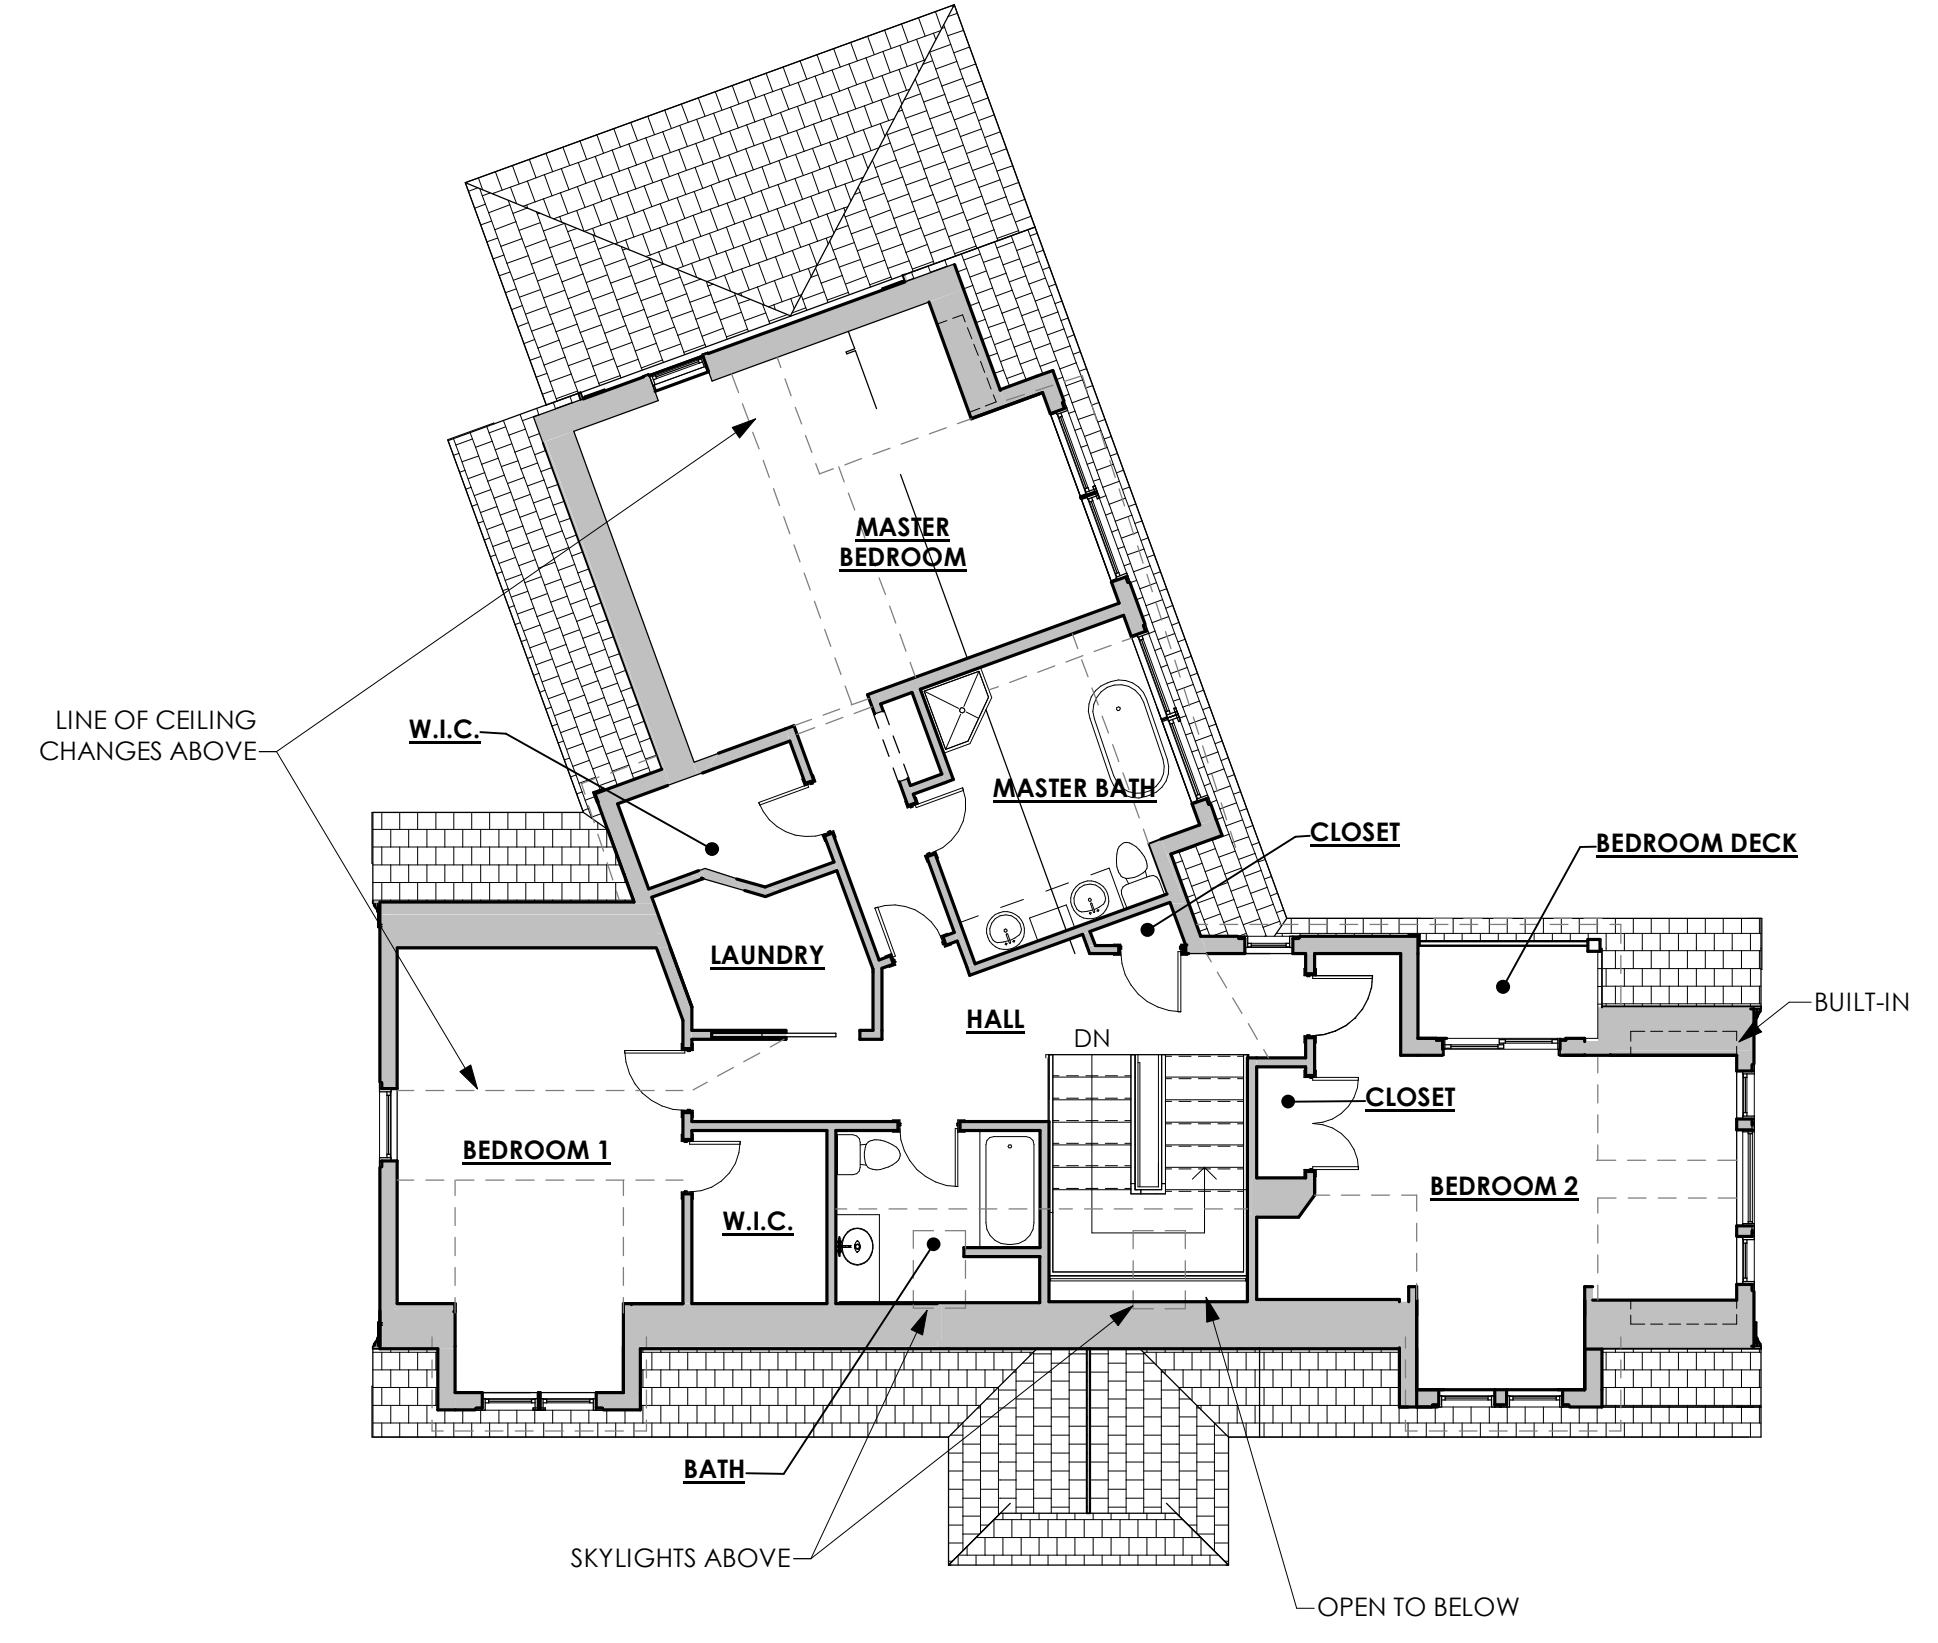 MASTER
BEDROOM
LINE OF CEILING
CHANGES ABOVE
W.I.C.
MASTER BATH
CLOSET
BEDROOM DECK
LAUNDRY
BUILT-IN
HALL
DN
CLOSET
BEDROOM 1
BEDROOM 2
W.I.C.
BATH
SKYLIGHTS ABOVE
OPEN TO BELOW